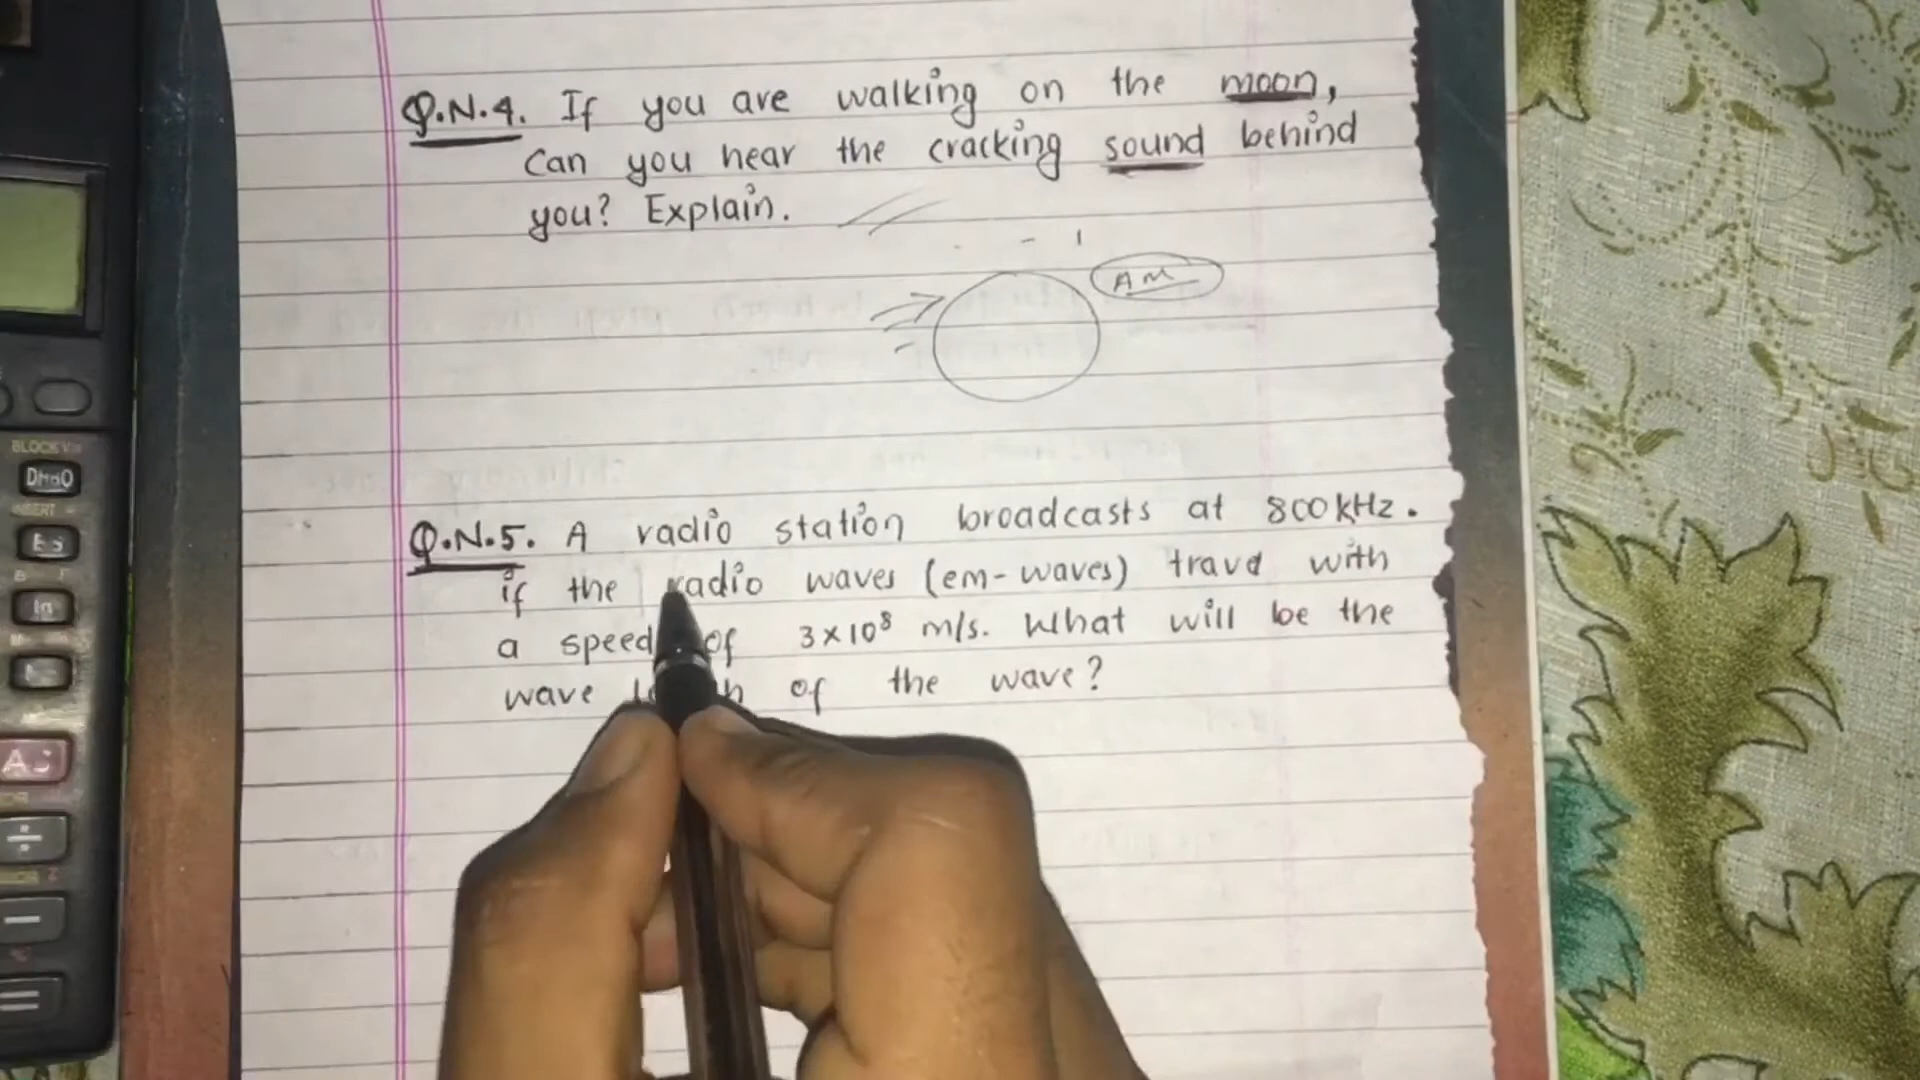 Q.N.4. If you are walking on the moon,
can you hear the cracking sound behind
you? Explain.
AM
Q.N.5. A radio station broadcasts at 800kHz.
if the radio waves (em-waves) travel with
a speed of 3×10⁸ m/s. What will be the
wave of the wave?
DMBO
=